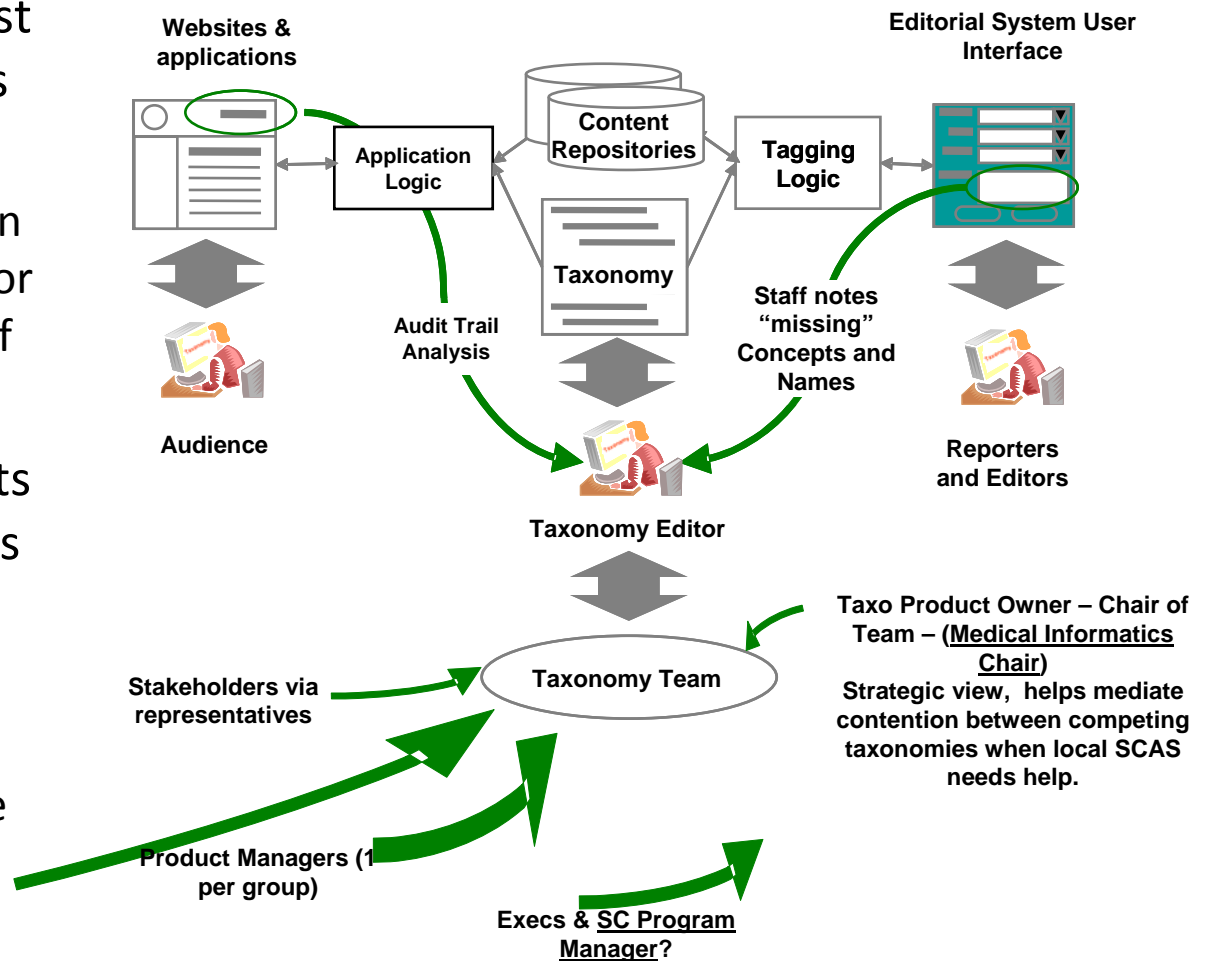 st
s
n
or
f
ts
s
e
Websites &
applications
Editorial System User
Interface
Content
Repositories
Application
Logic
Tagging
Logic
Taxonomy
Audit Trail
Analysis
Staff notes
“missing”
Concepts and
Names
Audience
Reporters
and Editors
Taxonomy Editor
Taxonomy Team
Taxo Product Owner – Chair of
Team – (Medical Informatics
Chair)
Strategic view,  helps mediate
contention between competing
taxonomies when local SCAS
needs help.
Stakeholders via
representatives
Product Managers (1
per group)
Execs & SC Program
Manager?